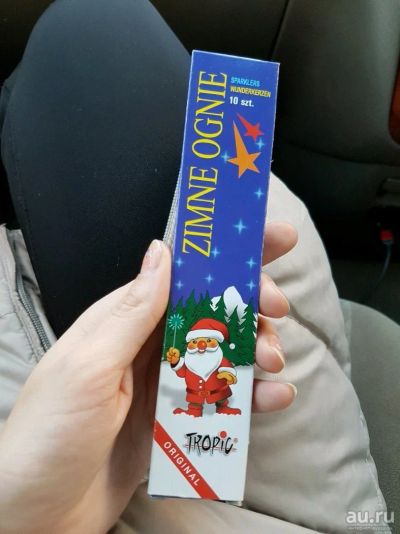 ZIMNE OGNIE
SPARKLERS
WUNDERKERZEN
10 szt.
TROPIC
ORIGINAL
au.ru